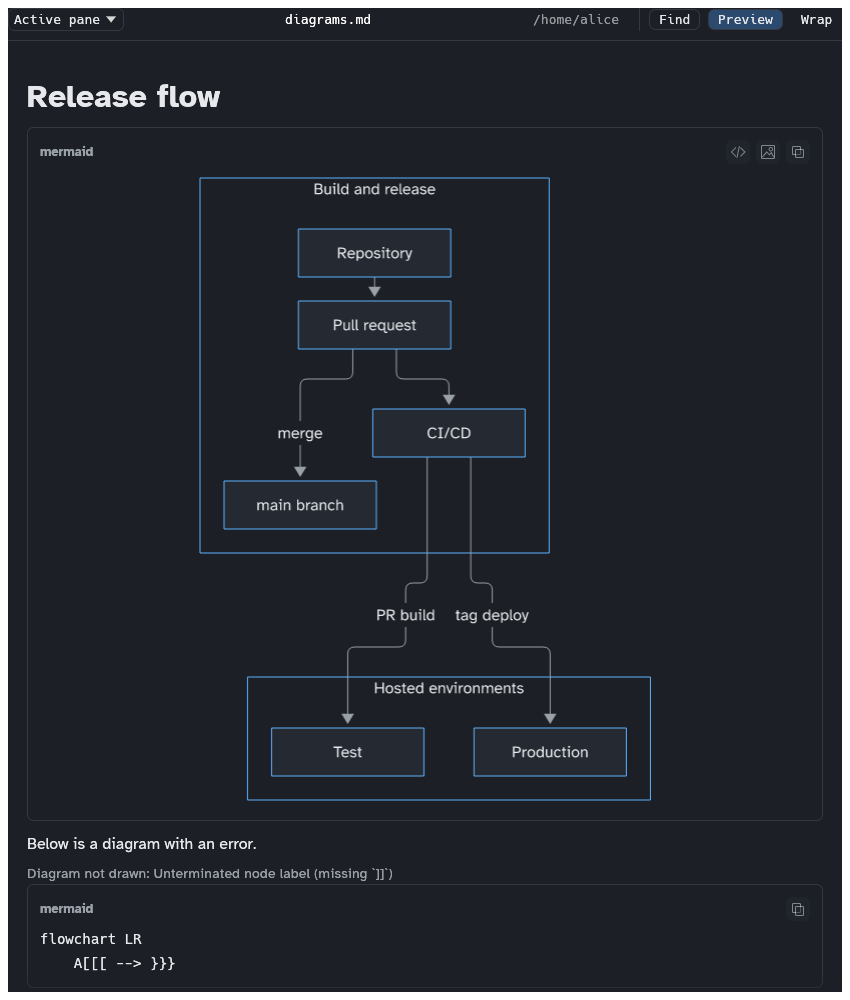 Active pane diagrams.md /home/alice Find Preview Wrap
Release flow
mermaid
Build and release
Repository
Pull request
merge
CI/CD
main branch
PR build
tag deploy
Hosted environments
Test
Production
Below is a diagram with an error.
Diagram not drawn: Unterminated node label (missing `]]`)
mermaid
flowchart LR
    A[[[ --> }}}